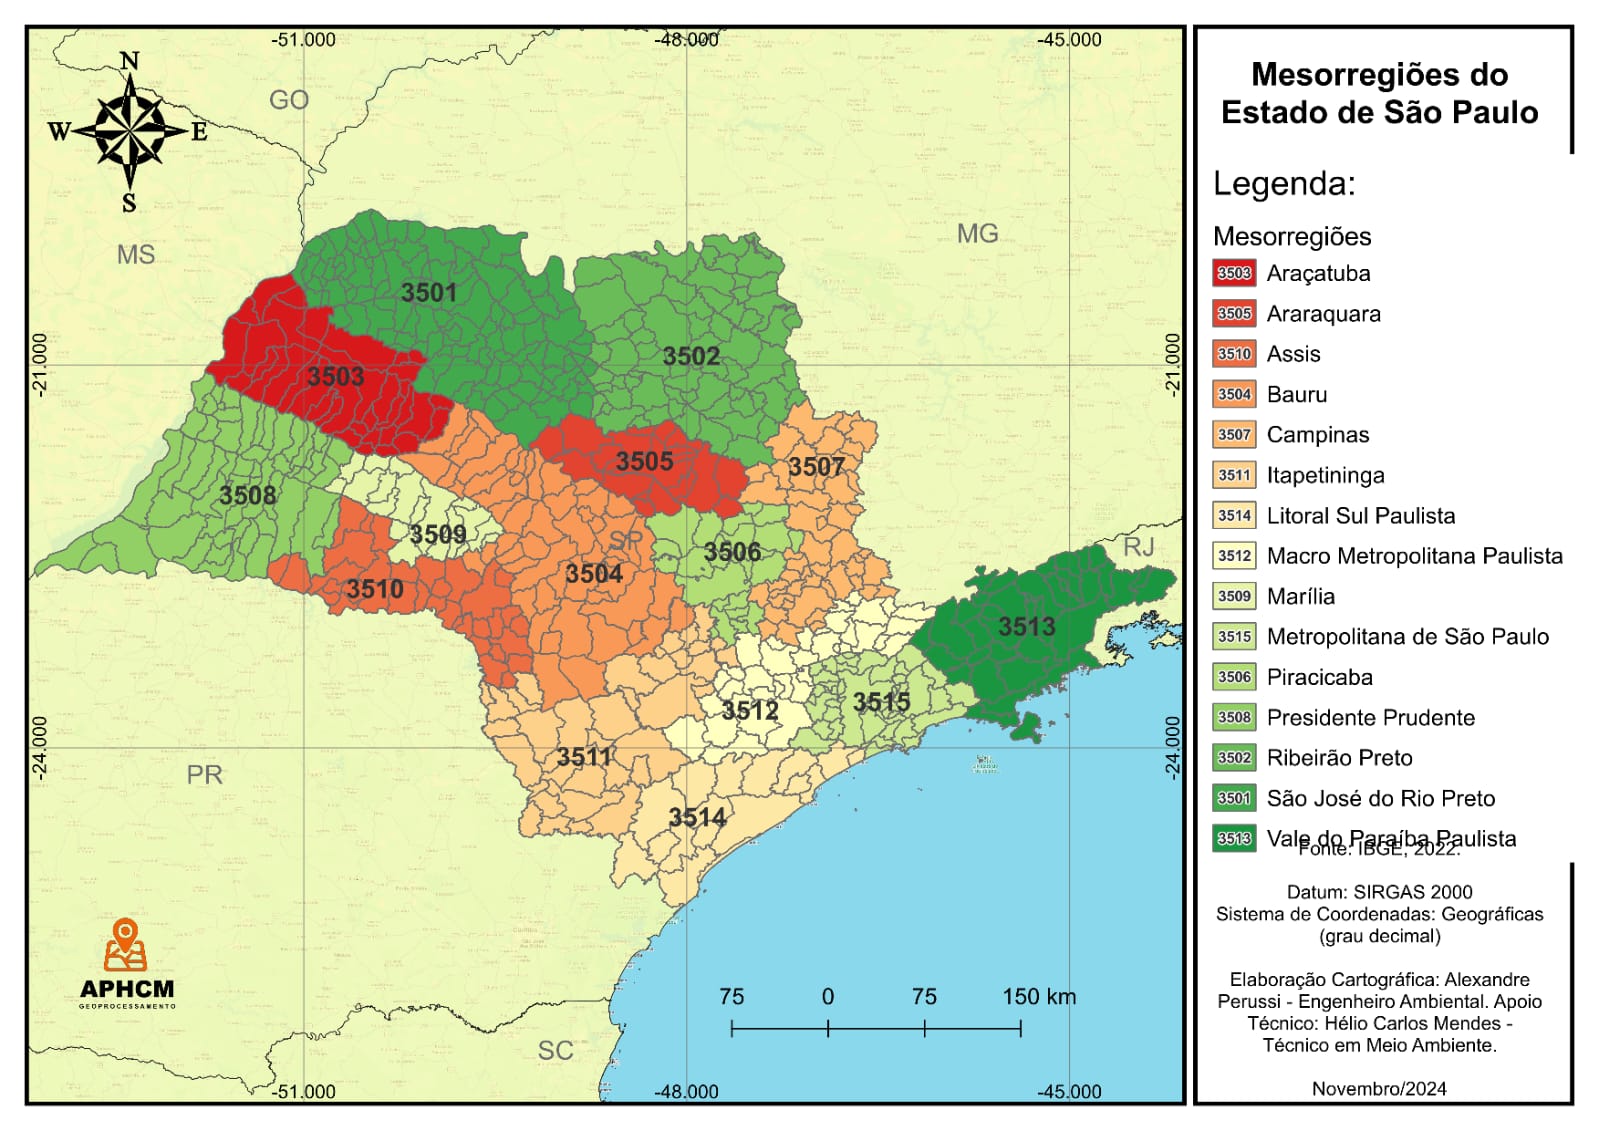 -51.000
-48.000
-45.000
N
W
E
S
GO
MS
MG
-21.000
-21.000
3501
3502
3503
3505
3507
3508
3509
SP
3506
3504
3510
RJ
3513
3515
3512
3511
3514
-24.000
-24.000
PR
SC
APHCM
GEOPROCESSAMENTO
75 0 75 150 km
-51.000
-48.000
-45.000
Mesorregiões do
Estado de São Paulo
Legenda:
Mesorregiões
3503 Araçatuba
3505 Araraquara
3510 Assis
3504 Bauru
3507 Campinas
3511 Itapetininga
3514 Litoral Sul Paulista
3512 Macro Metropolitana Paulista
3509 Marília
3515 Metropolitana de São Paulo
3506 Piracicaba
3508 Presidente Prudente
3502 Ribeirão Preto
3501 São José do Rio Preto
3513 Vale do Paraíba Paulista
Fonte: IBGE, 2022.
Datum: SIRGAS 2000
Sistema de Coordenadas: Geográficas
(grau decimal)
Elaboração Cartográfica: Alexandre
Perussi - Engenheiro Ambiental. Apoio
Técnico: Hélio Carlos Mendes -
Técnico em Meio Ambiente.
Novembro/2024